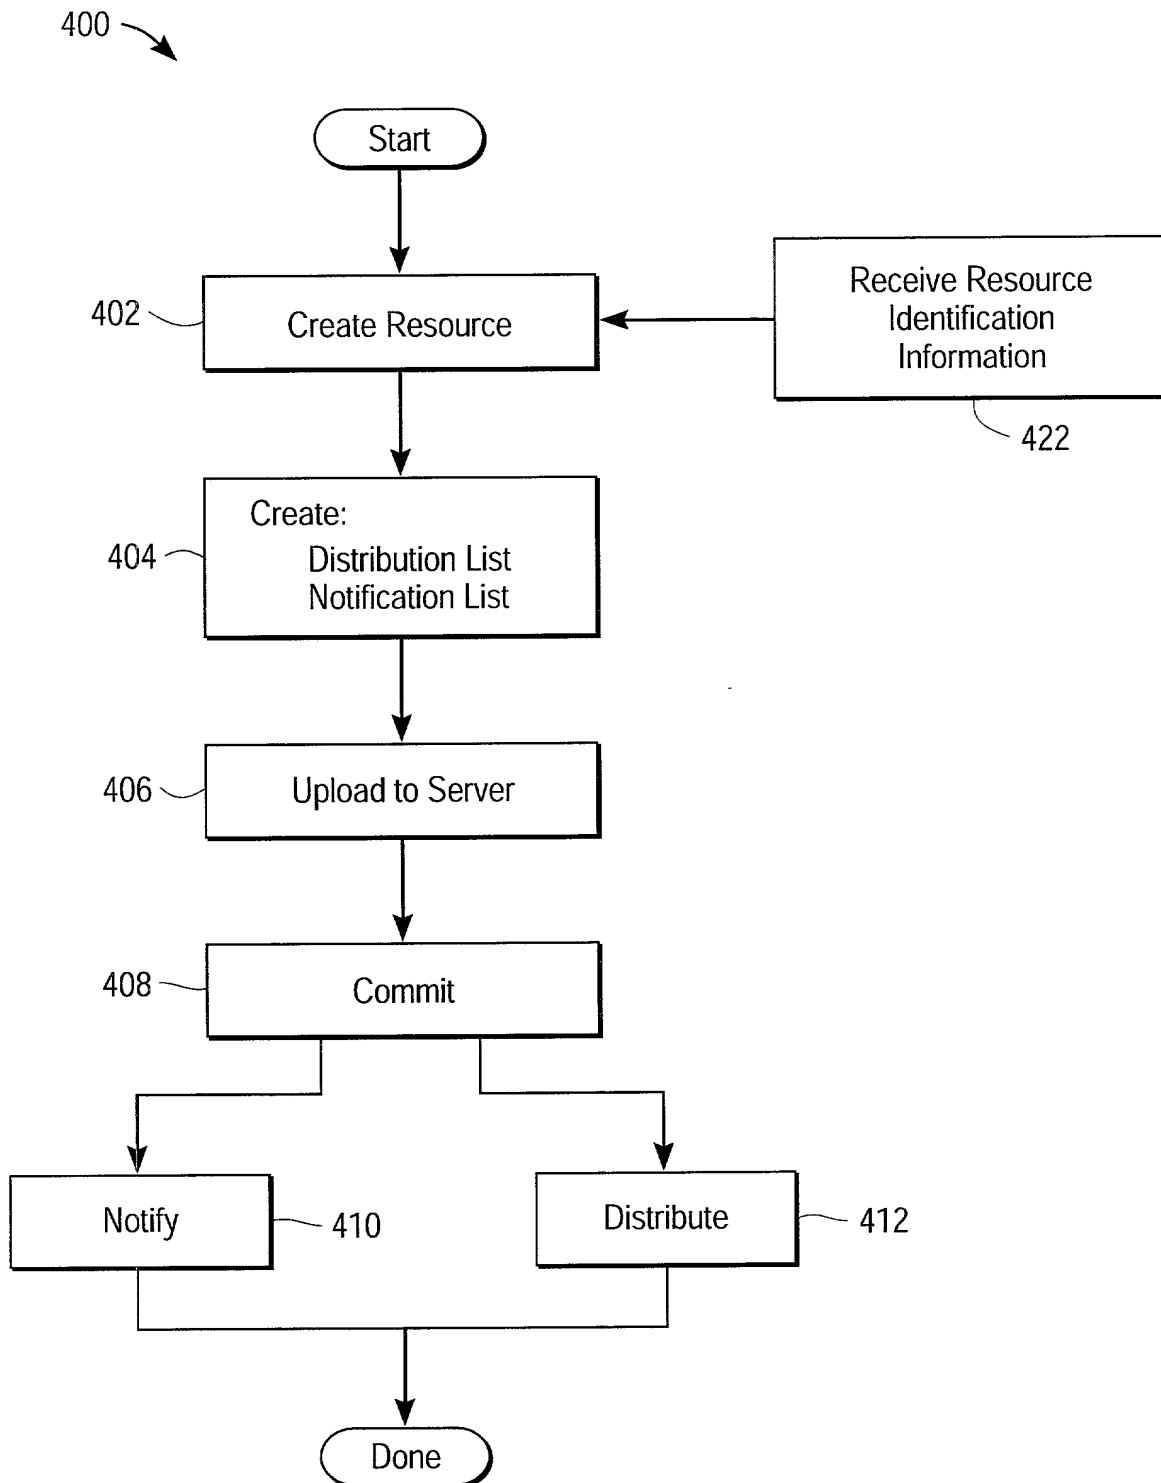 400
Start
402
Create Resource
Receive Resource
Identification
Information
422
404
Create:
Distribution List
Notification List
406
Upload to Server
408
Commit
Notify
410
Distribute
412
Done